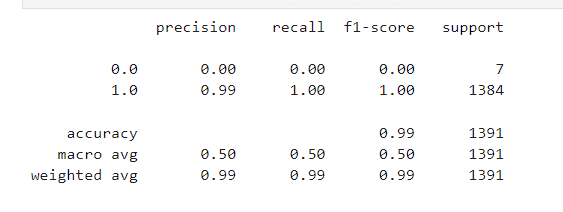 precision recall f1-score support
0.0 0.00 0.00 0.00 7
1.0 0.99 1.00 1.00 1384
accuracy 0.99 1391
macro avg 0.50 0.50 0.50 1391
weighted avg 0.99 0.99 0.99 1391